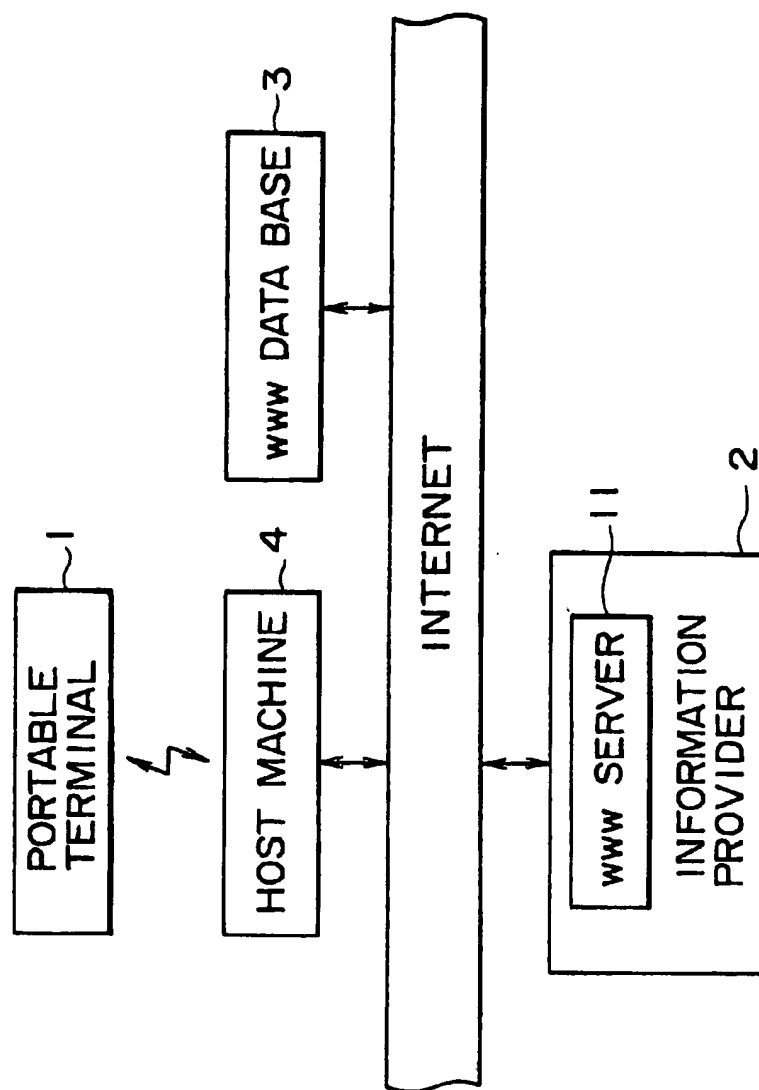 PORTABLE
TERMINAL
1
HOST MACHINE
4
WWW DATA BASE
3
INTERNET
WWW SERVER
11
INFORMATION
PROVIDER
2